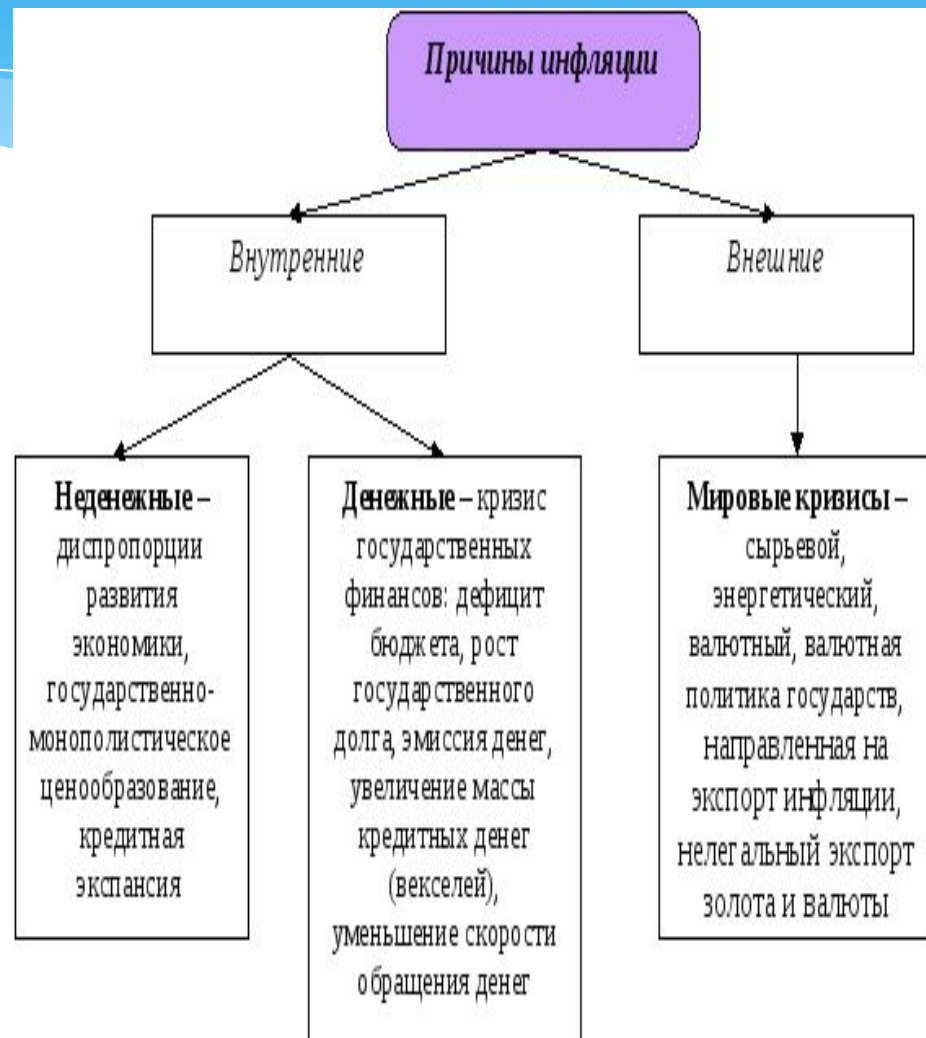 Причины инфляции
Внутренние
Внешние
Неденежные –
диспропорции
развития
экономики,
государственно-
монополистическое
ценообразование,
кредитная
экспансия
Денежные – кризис
государственных
финансов: дефицит
бюджета, рост
государственного
долга, эмиссия денег,
увеличение массы
кредитных денег
(векселей),
уменьшение скорости
обращения денег
Мировые кризисы –
сырьевой,
энергетический,
валютный, валютная
политика государств,
направленная на
экспорт инфляции,
нелегальный экспорт
золота и валюты